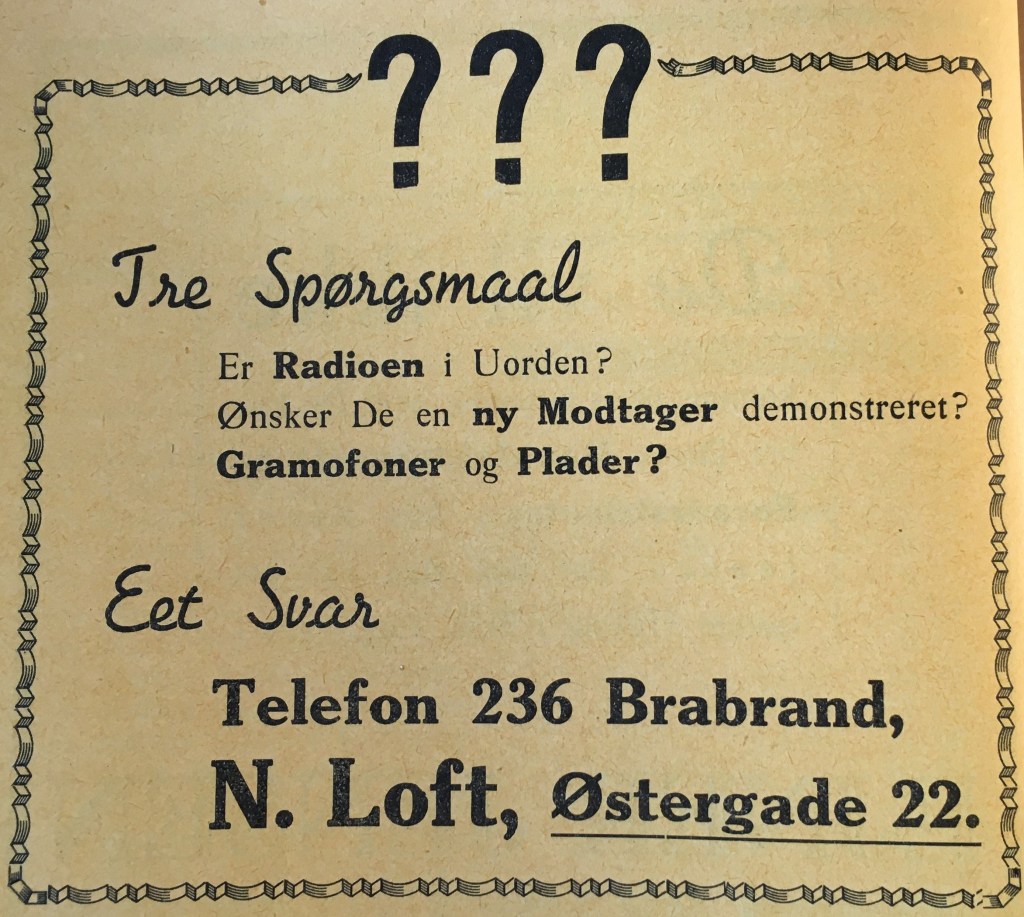 ???
Tre Spørgsmaal
Er Radioen i Uorden?
Ønsker De en ny Modtager demonstreret?
Gramofoner og Plader?
Eet Svar
Telefon 236 Brabrand,
N. Loft, Østergade 22.